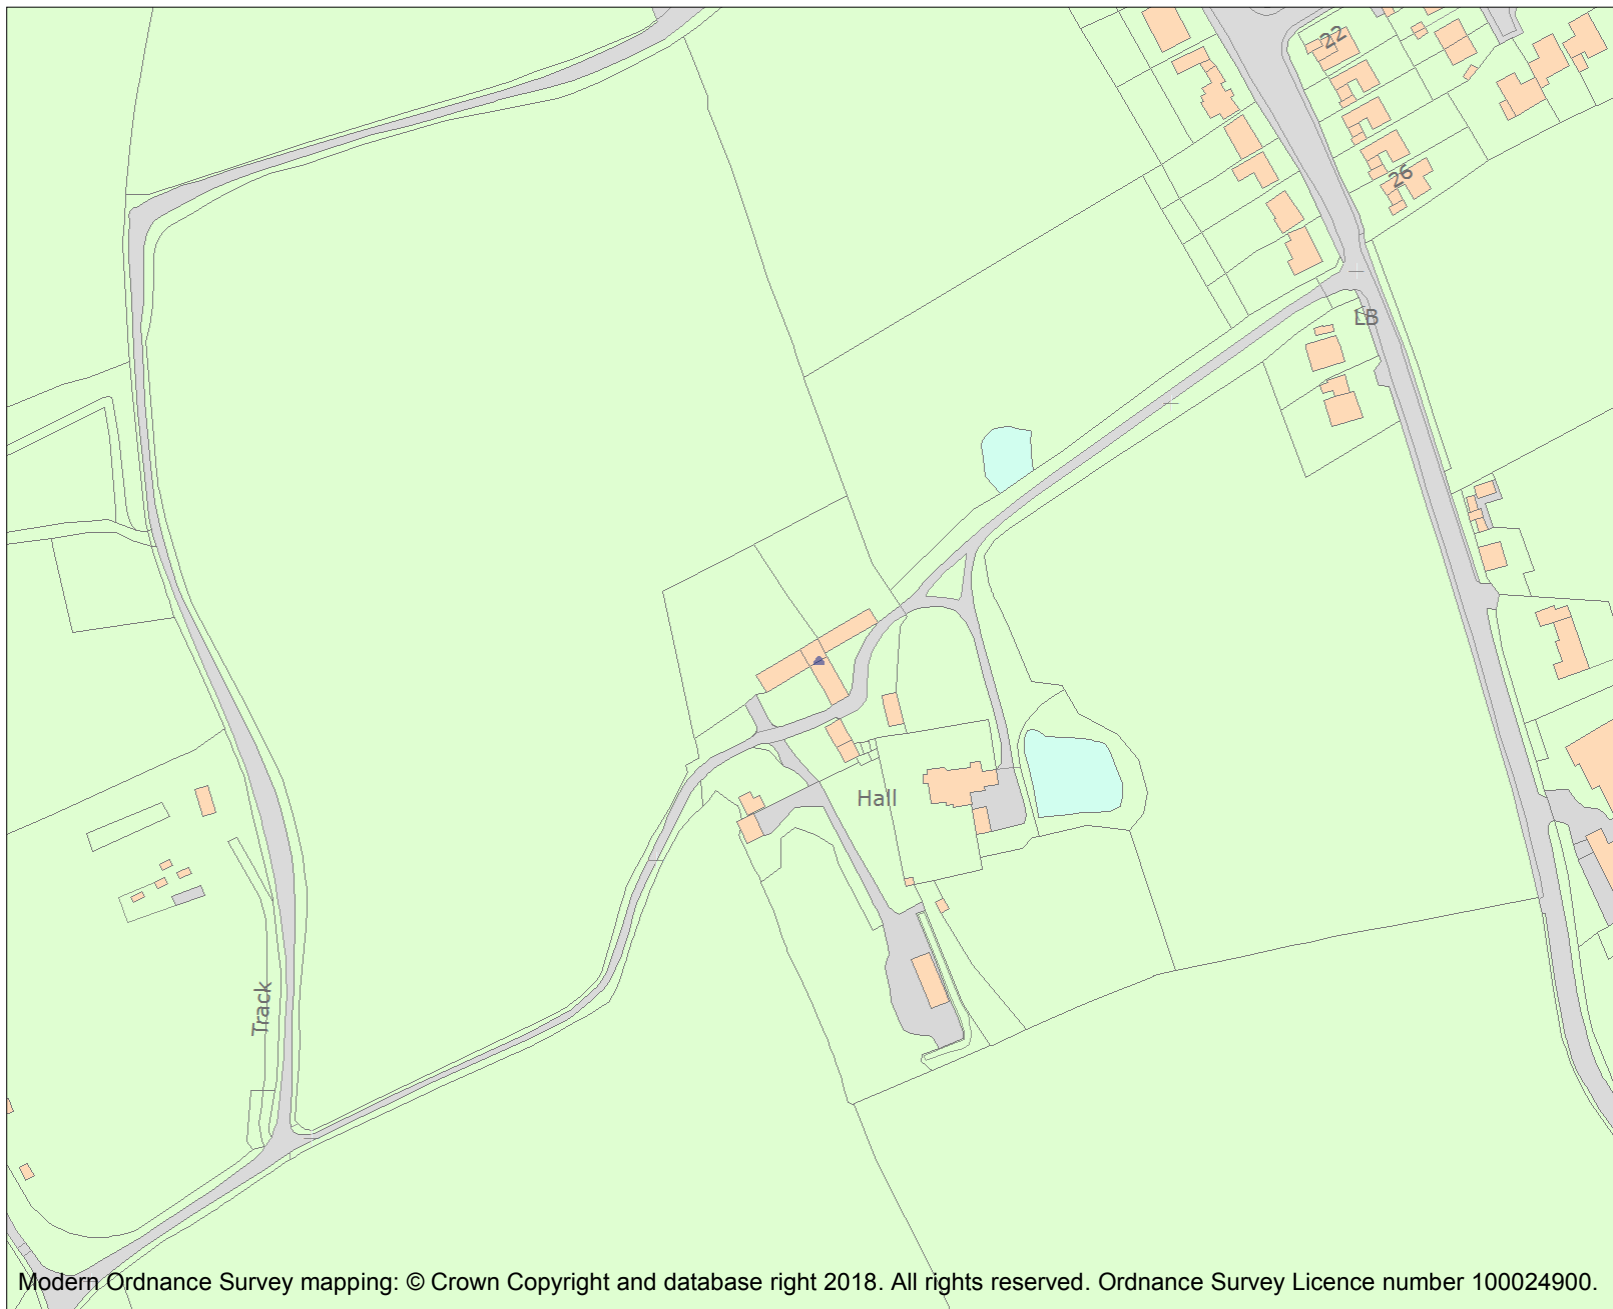 22
26
LB
Hall
Track
Modern Ordnance Survey mapping: © Crown Copyright and database right 2018. All rights reserved. Ordnance Survey Licence number 100024900.